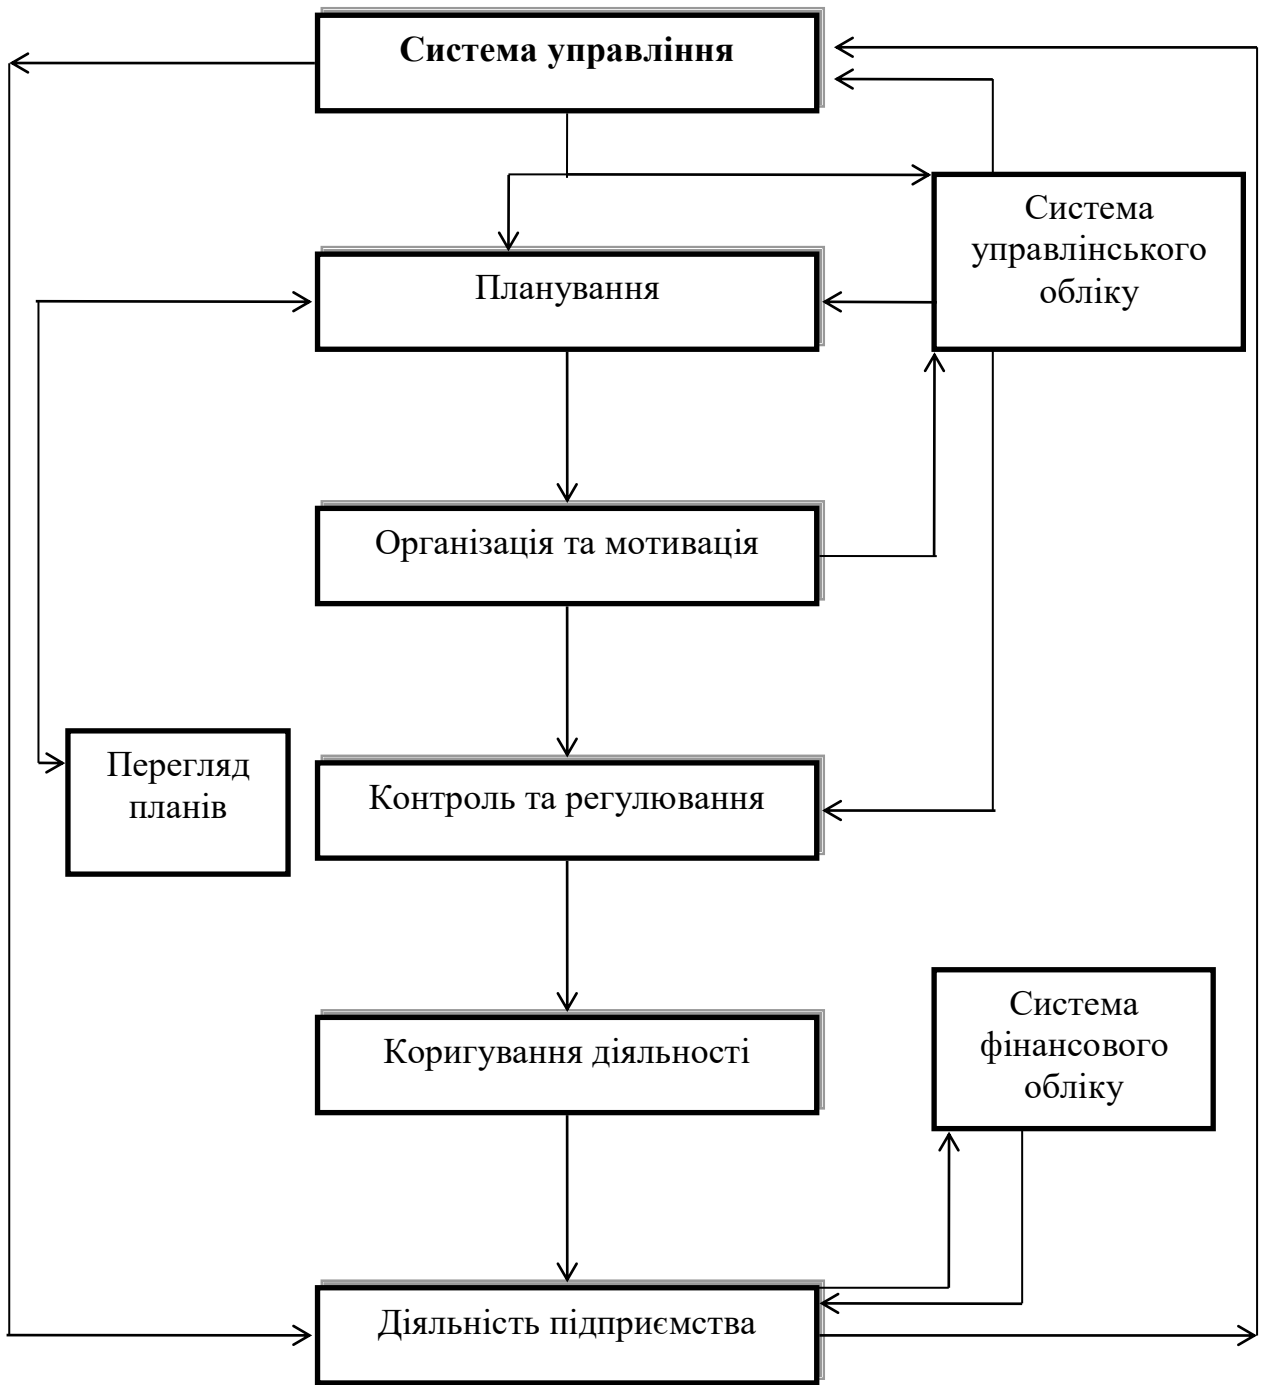 Система управління
Система
управлінського
обліку
Планування
Організація та мотивація
Перегляд
планів
Контроль та регулювання
Система
фінансового
обліку
Коригування діяльності
Діяльність підприємства